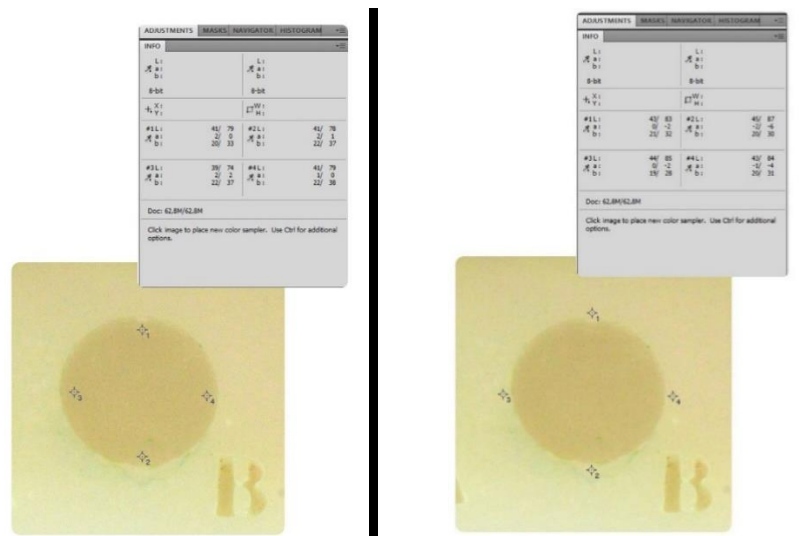 ADJUSTMENTS MASKS NAVIGATOR HISTOGRAM
INFO
L: L:
a: a:
b: b:
8-bit 8-bit
X: W:
Y: H:
#1 L: 41/ 79 #2 L: 41/ 78
a: 2/ 0 a: 2/ 1
b: 20/ 33 b: 22/ 37
#3 L: 39/ 74 #4 L: 41/ 79
a: 2/ 2 a: 1/ 0
b: 22/ 37 b: 22/ 36
Doc: 62,8M/62,8M
Click image to place new color sampler. Use Ctrl for additional
options.
1
3
4
2
B
ADJUSTMENTS MASKS NAVIGATOR HISTOGRAM
INFO
L: L:
a: a:
b: b:
8-bit 8-bit
X: W:
Y: H:
#1 L: 43/ 83 #2 L: 45/ 87
a: 0/ -2 a: -2/ -6
b: 21/ 32 b: 20/ 30
#3 L: 44/ 85 #4 L: 43/ 84
a: 0/ -2 a: -1/ -4
b: 19/ 28 b: 20/ 31
Doc: 62,8M/62,8M
Click image to place new color sampler. Use Ctrl for additional
options.
1
3
4
2
B